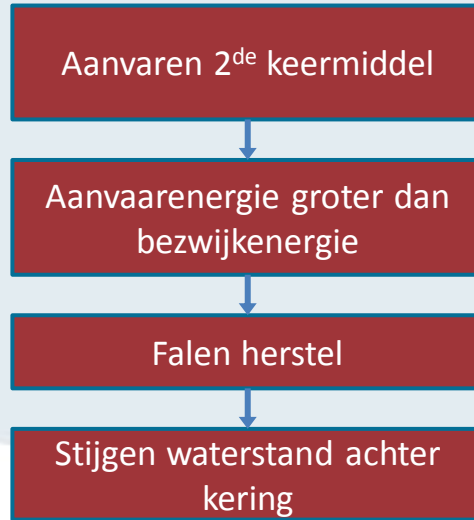 Aanvaren 2de keermiddel
Aanvaarenergie groter dan
bezwijkenergie
Falen herstel
Stijgen waterstand achter
kering